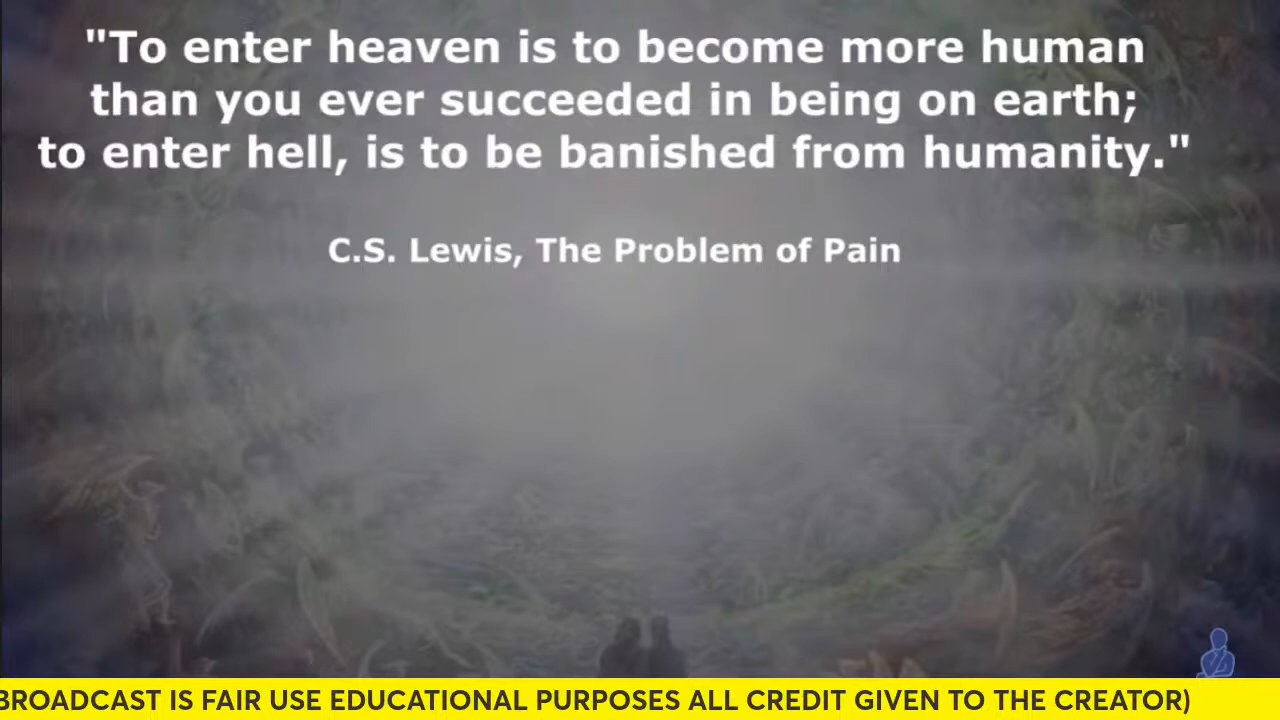 "To enter heaven is to become more human
than you ever succeeded in being on earth;
to enter hell, is to be banished from humanity."
C.S. Lewis, The Problem of Pain
BROADCAST IS FAIR USE EDUCATIONAL PURPOSES ALL CREDIT GIVEN TO THE CREATOR)